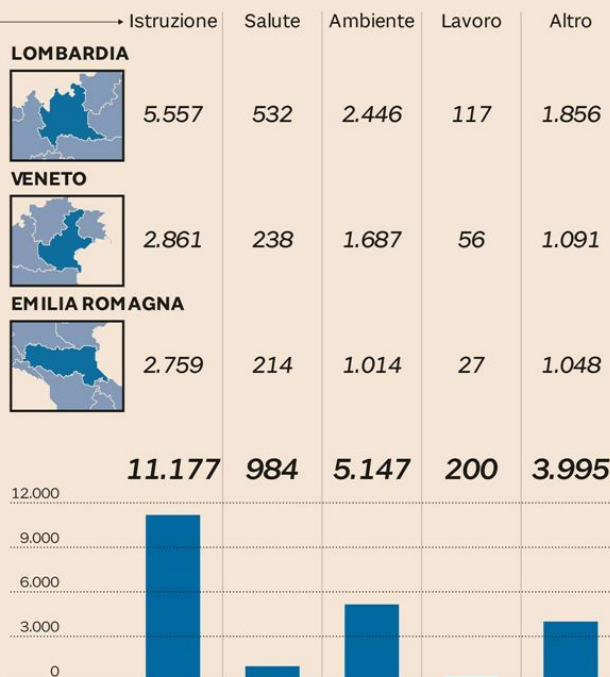 Istruzione Salute Ambiente Lavoro Altro
LOMBARDIA
5.557 532 2.446 117 1.856
VENETO
2.861 238 1.687 56 1.091
EMILIA ROMAGNA
2.759 214 1.014 27 1.048
11.177 984 5.147 200 3.995
12.000
9.000
6.000
3.000
0